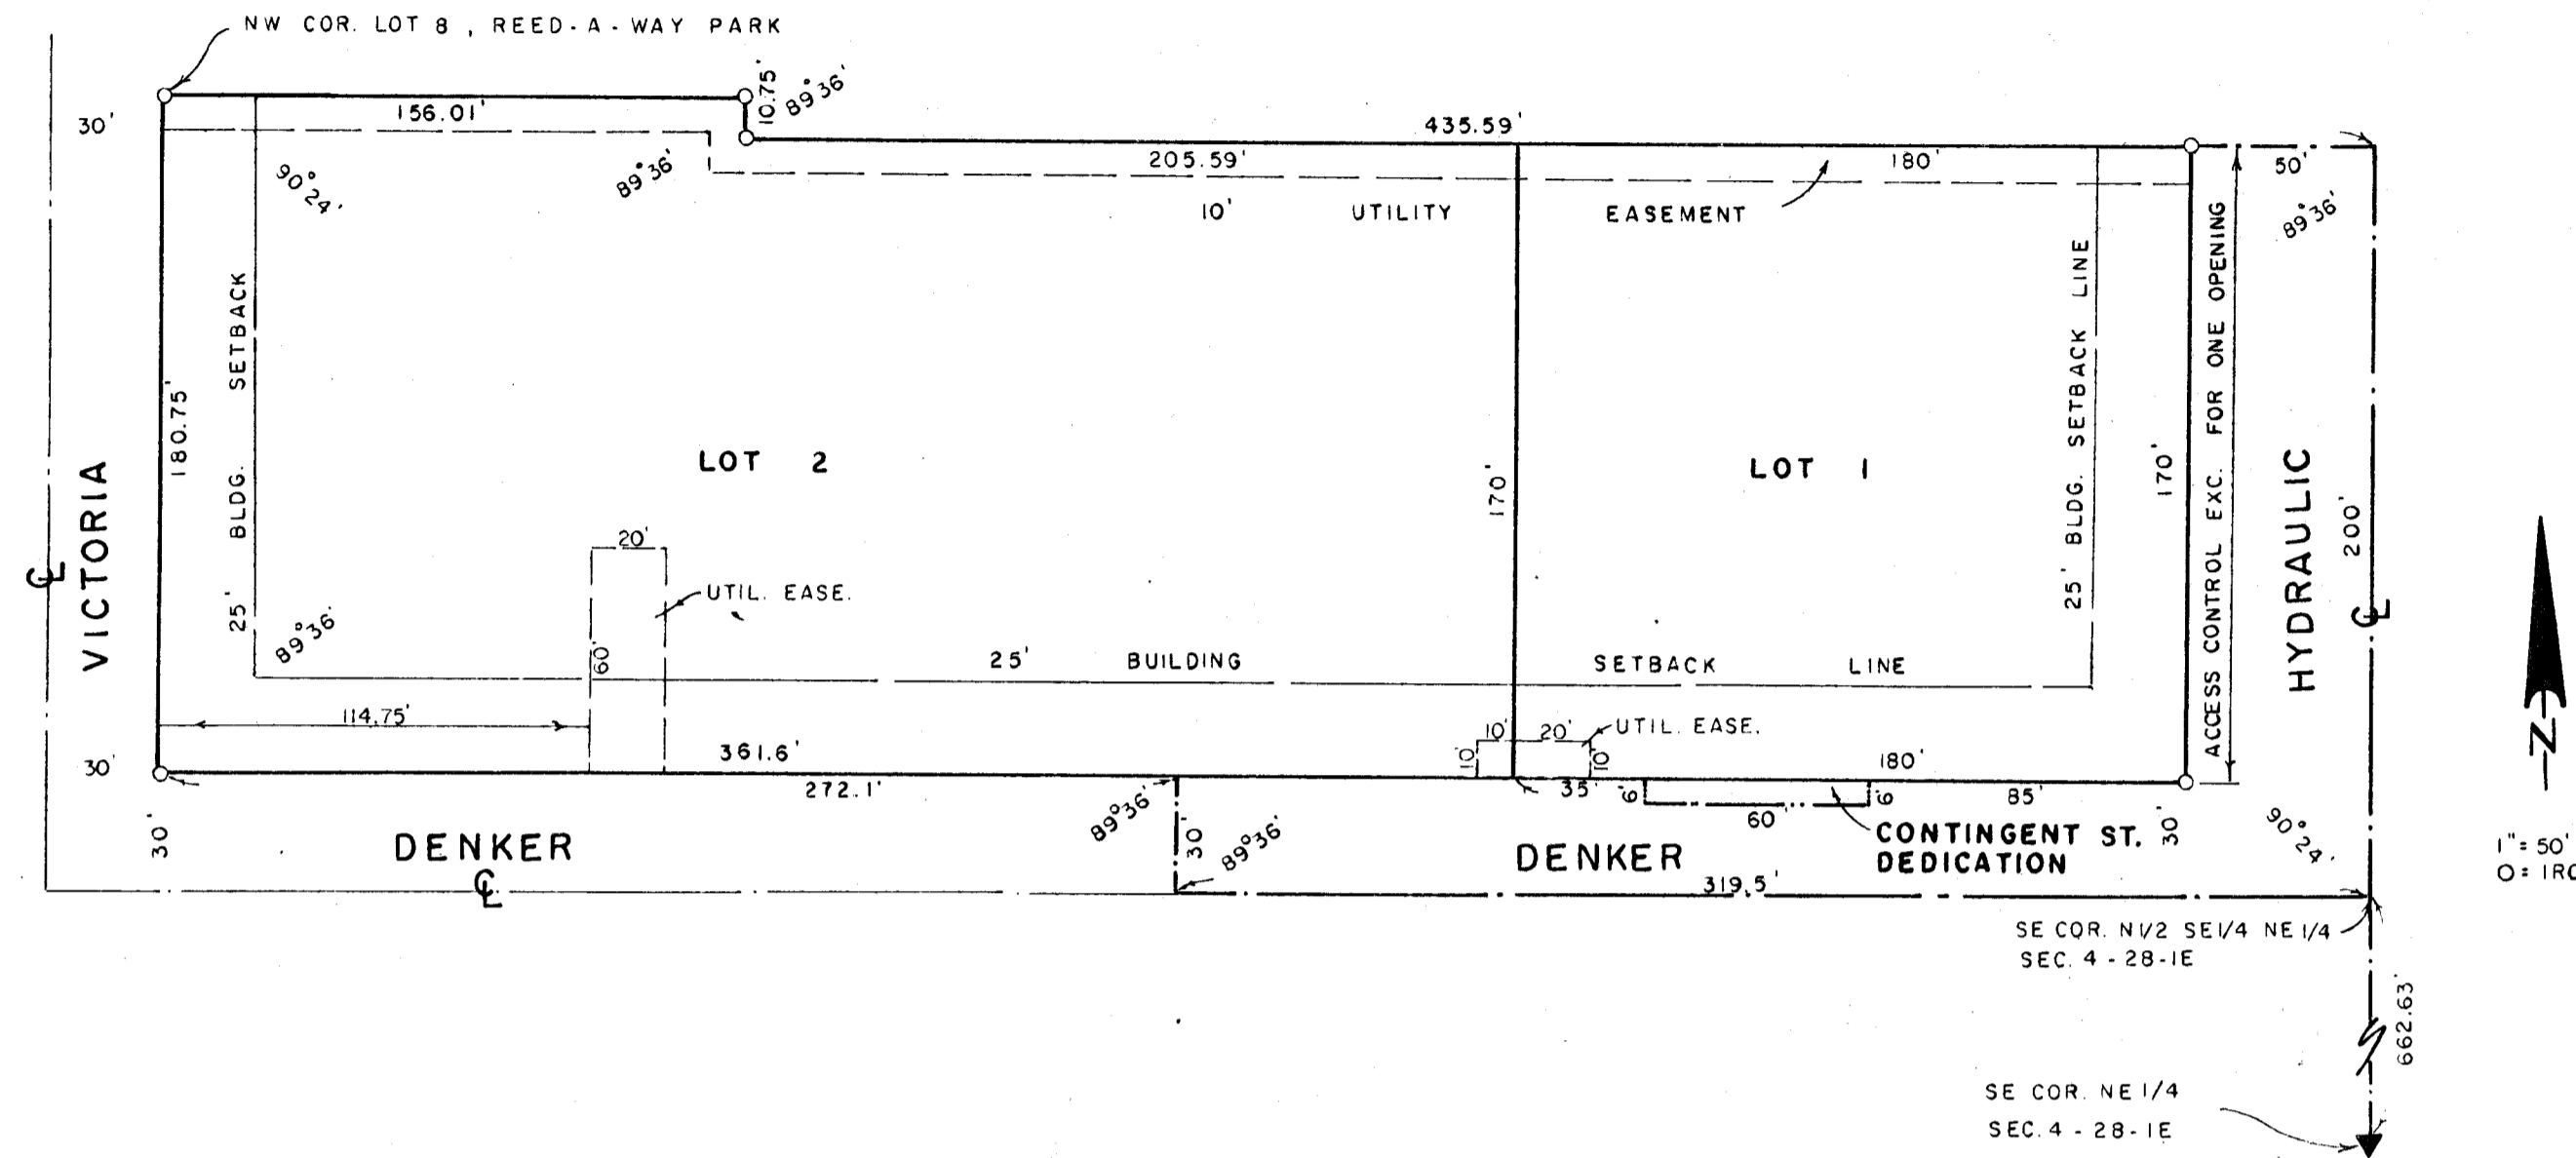 NW COR. LOT 8 , REED-A-WAY PARK
30'
156.01'
10.75'
89°36'
435.59'
205.59'
180'
50'
90°24'
89°36'
89°36'
10' UTILITY EASEMENT
25' BLDG. SETBACK
180.75'
VICTORIA
℄
LOT 2
170'
LOT 1
25' BLDG. SETBACK LINE
170'
ACCESS CONTROL EXC. FOR ONE OPENING
HYDRAULIC
200'
℄
20'
UTIL. EASE.
60'
89°36'
25' BUILDING SETBACK LINE
114.75'
10'
20'
UTIL. EASE.
10'
10'
30'
361.6'
180'
272.1'
35'
6'
60'
6'
85'
30'
DENKER
℄
89°36'
30'
89°36'
DENKER
CONTINGENT ST.
DEDICATION
30'
90°24'
319.5'
N
1"= 50'
SE COR. N1/2 SE1/4 NE1/4
SEC. 4 - 28-1E
662.63'
SE COR. NE 1/4
SEC. 4 - 28-1E